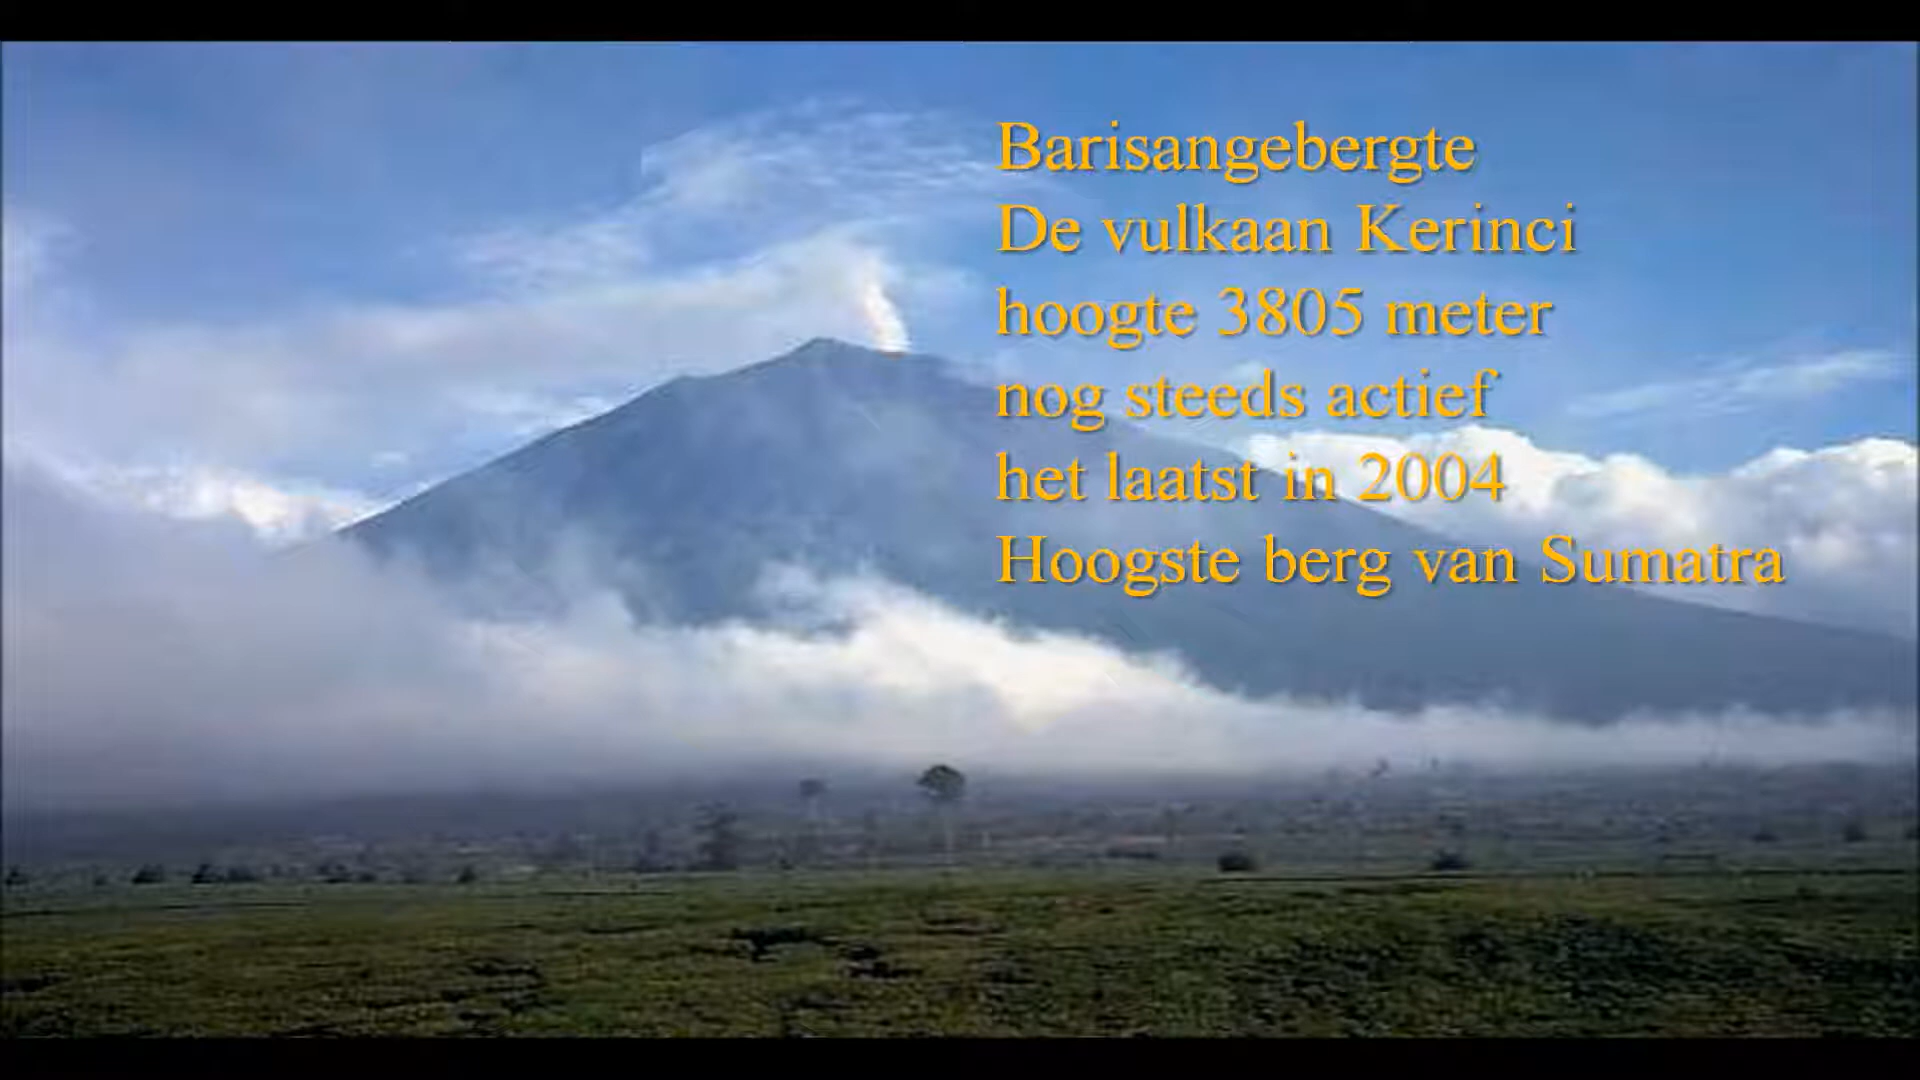 Barisangebergte
De vulkaan Kerinci
hoogte 3805 meter
nog steeds actief
het laatst in 2004
Hoogste berg van Sumatra